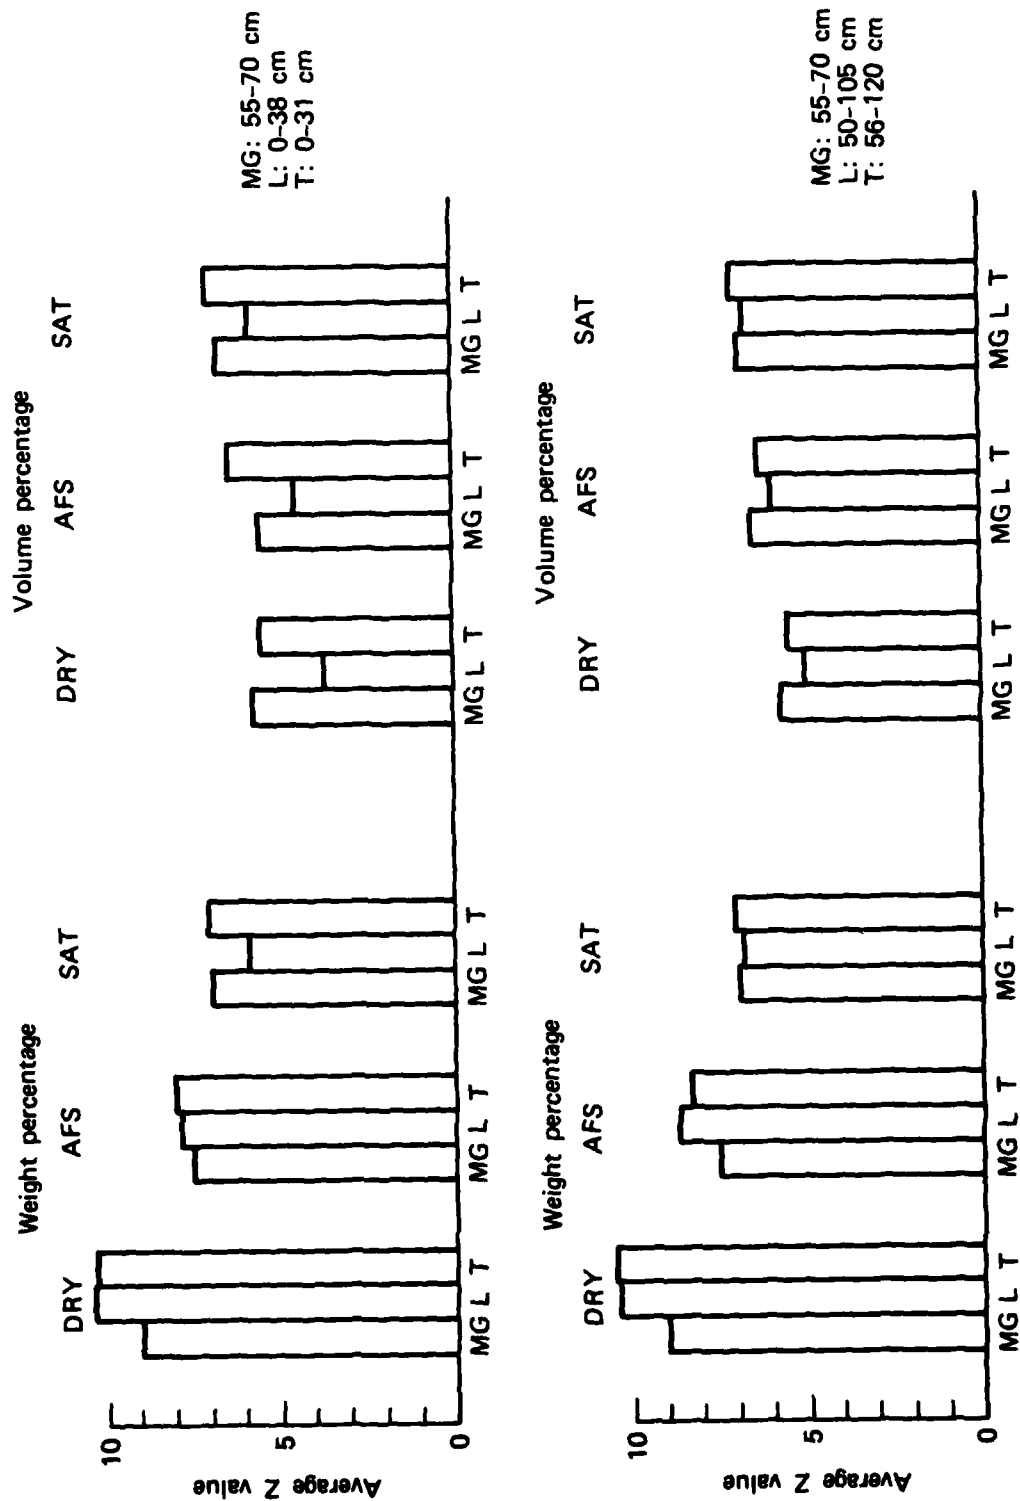 Weight percentage Volume percentage
DRY AFS SAT DRY AFS SAT
10
5
0
Average Z value
MG L T MG L T MG L T MG L T MG L T MG L T
MG: 55-70 cm
L: 0-38 cm
T: 0-31 cm
Weight percentage Volume percentage
DRY AFS SAT DRY AFS SAT
10
5
0
Average Z value
MG L T MG L T MG L T MG L T MG L T MG L T
MG: 55-70 cm
L: 50-105 cm
T: 56-120 cm